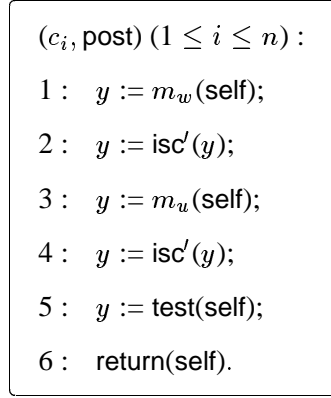 (c_i, post) (1 ≤ i ≤ n) :
1 : y := m_w(self);
2 : y := isc′(y);
3 : y := m_u(self);
4 : y := isc′(y);
5 : y := test(self);
6 : return(self).